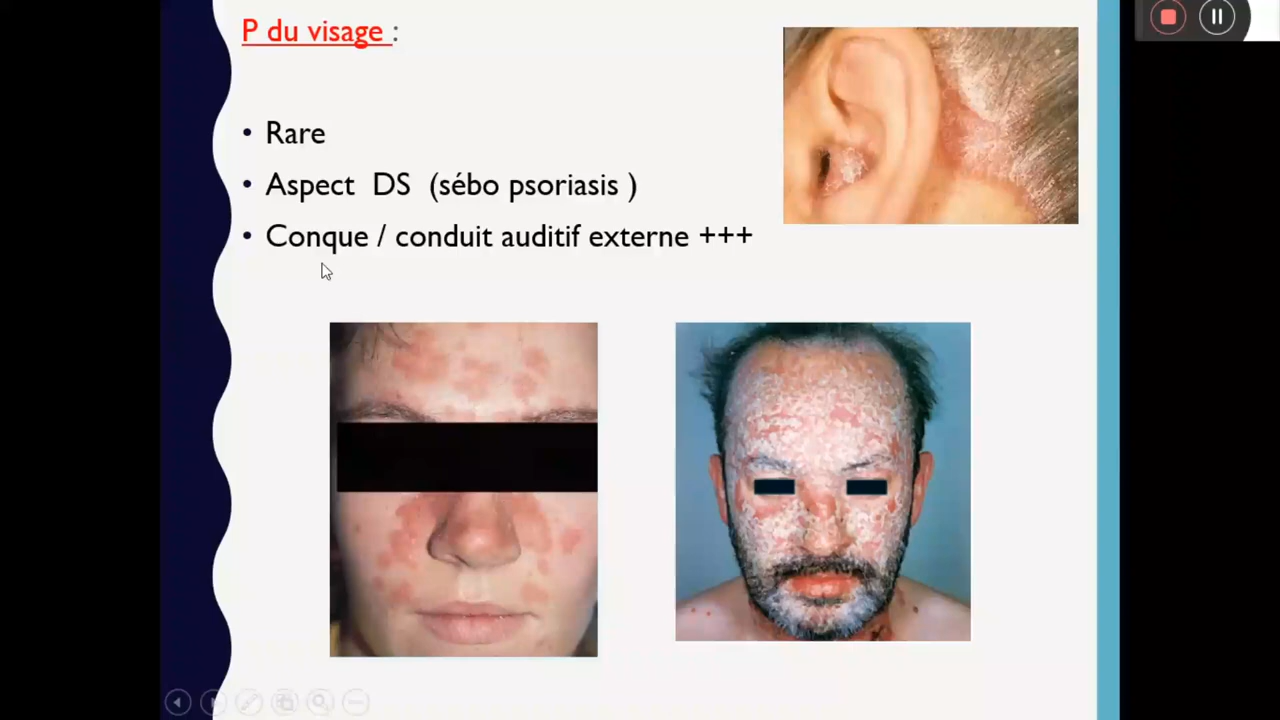 P du visage :
• Rare
• Aspect DS (sébo psoriasis )
• Conque / conduit auditif externe +++